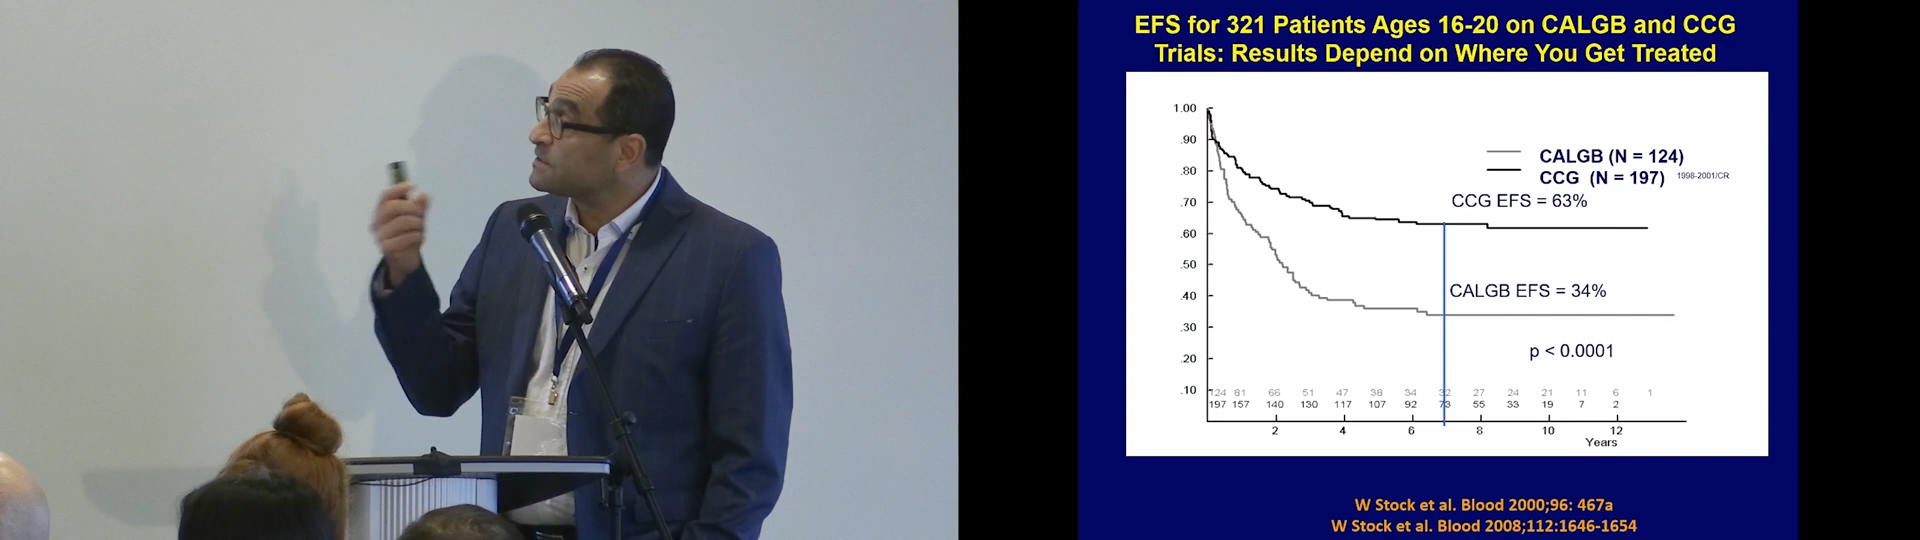 EFS for 321 Patients Ages 16-20 on CALGB and CCG
Trials: Results Depend on Where You Get Treated
1.00
.90
.80
.70
.60
.50
.40
.30
.20
.10
CALGB (N = 124)
CCG (N = 197) 1998-2001/CR
CCG EFS = 63%
CALGB EFS = 34%
p < 0.0001
124 81 66 51 47 38 34 32 27 24 21 11 6 1
197 157 140 130 117 107 92 73 55 33 19 7 2
2 4 6 8 10 12
Years
W Stock et al. Blood 2000;96: 467a
W Stock et al. Blood 2008;112:1646-1654